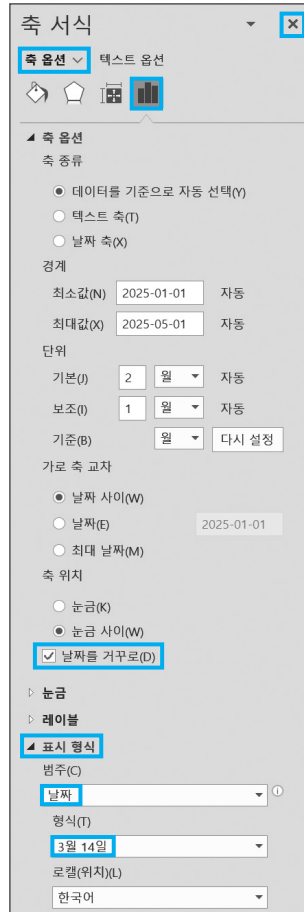 축 서식
축 옵션 텍스트 옵션
축 옵션
축 종류
데이터를 기준으로 자동 선택(Y)
텍스트 축(T)
날짜 축(X)
경계
최소값(N) 2025-01-01 자동
최대값(X) 2025-05-01 자동
단위
기본(J) 2 월 자동
보조(I) 1 월 자동
기준(B) 월 다시 설정
가로 축 교차
날짜 사이(W)
날짜(E) 2025-01-01
최대 날짜(M)
축 위치
눈금(K)
눈금 사이(W)
날짜를 거꾸로(D)
눈금
레이블
표시 형식
범주(C)
날짜
형식(T)
3월 14일
로캘(위치)(L)
한국어